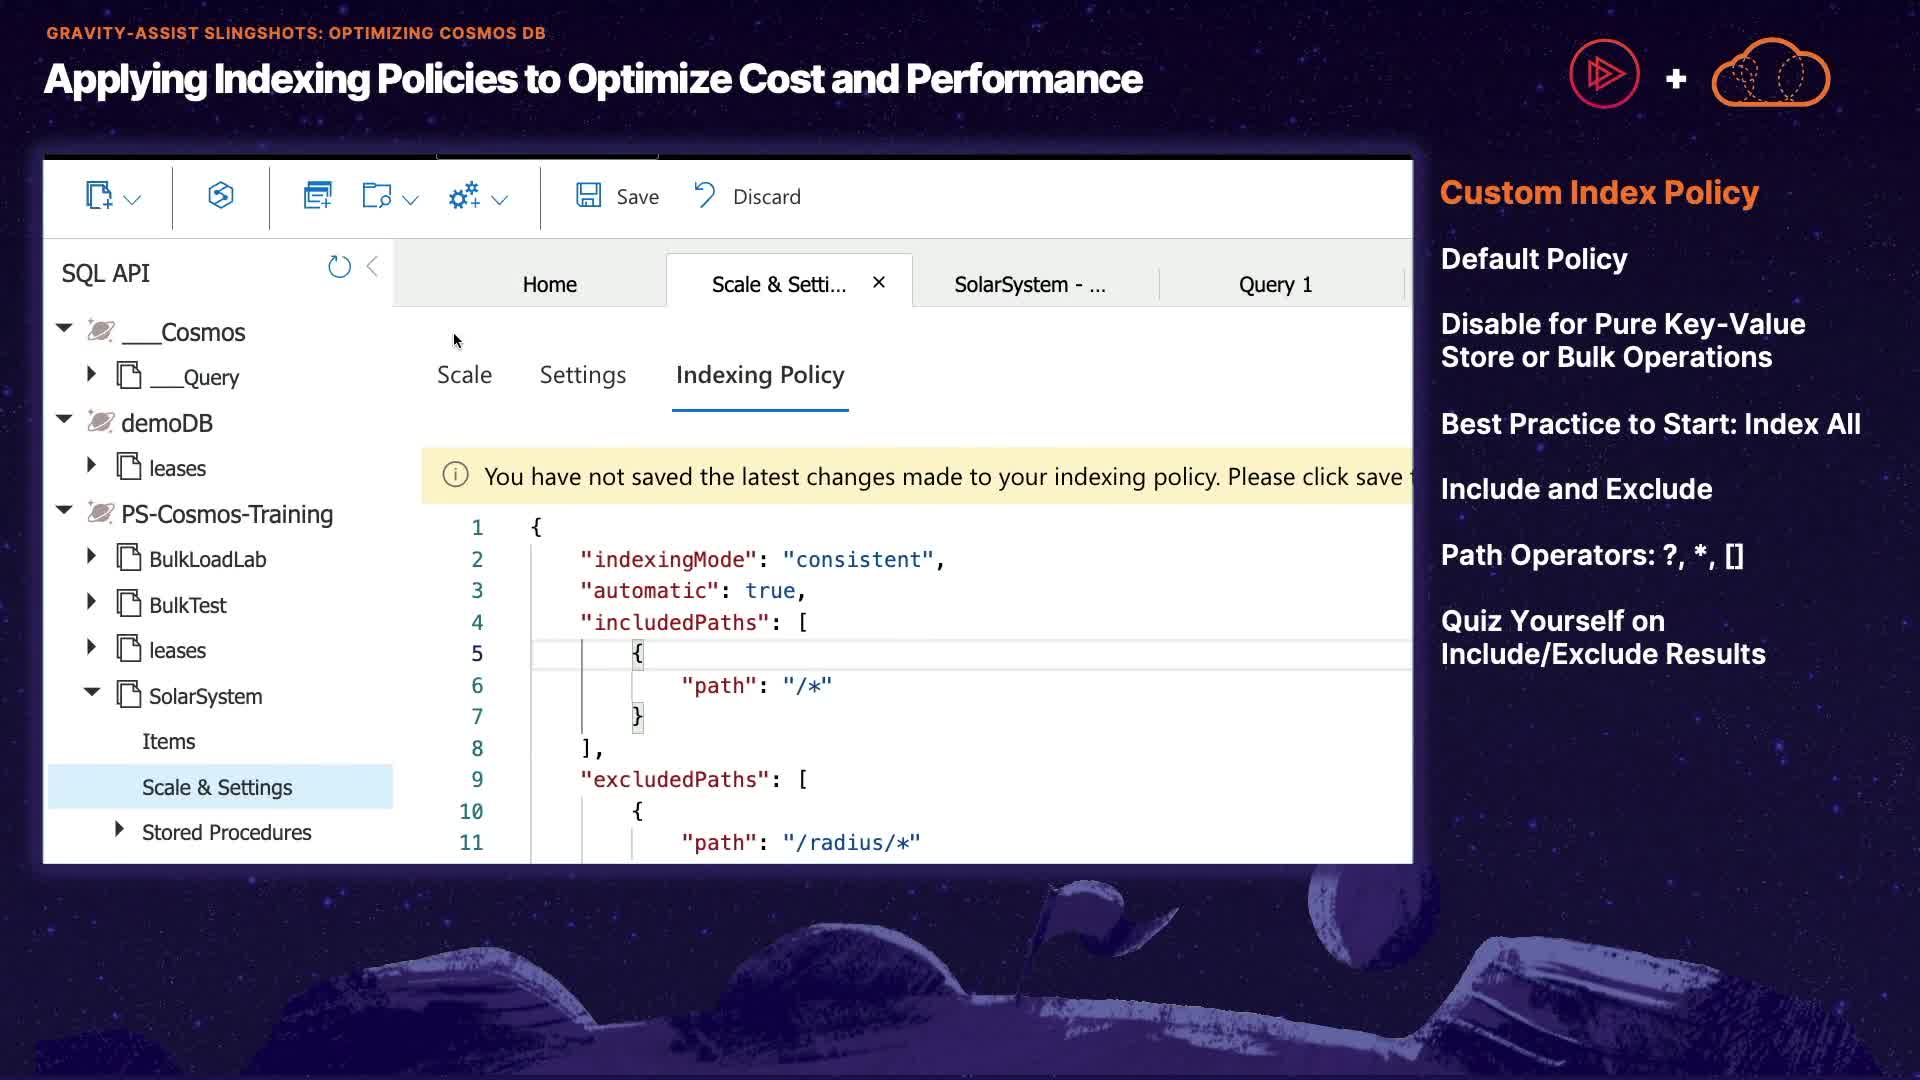 GRAVITY-ASSIST SLINGSHOTS: OPTIMIZING COSMOS DB
Applying Indexing Policies to Optimize Cost and Performance
+
Save
Discard
SQL API
___Cosmos
___Query
demoDB
leases
PS-Cosmos-Training
BulkLoadLab
BulkTest
leases
SolarSystem
Items
Scale & Settings
Stored Procedures
Home
Scale & Setti...
SolarSystem - ...
Query 1
Scale
Settings
Indexing Policy
You have not saved the latest changes made to your indexing policy. Please click save
1 {
2 "indexingMode": "consistent",
3 "automatic": true,
4 "includedPaths": [
5 {
6 "path": "/*"
7 }
8 ],
9 "excludedPaths": [
10 {
11 "path": "/radius/*"
Custom Index Policy
Default Policy
Disable for Pure Key-Value
Store or Bulk Operations
Best Practice to Start: Index All
Include and Exclude
Path Operators: ?, *, []
Quiz Yourself on
Include/Exclude Results